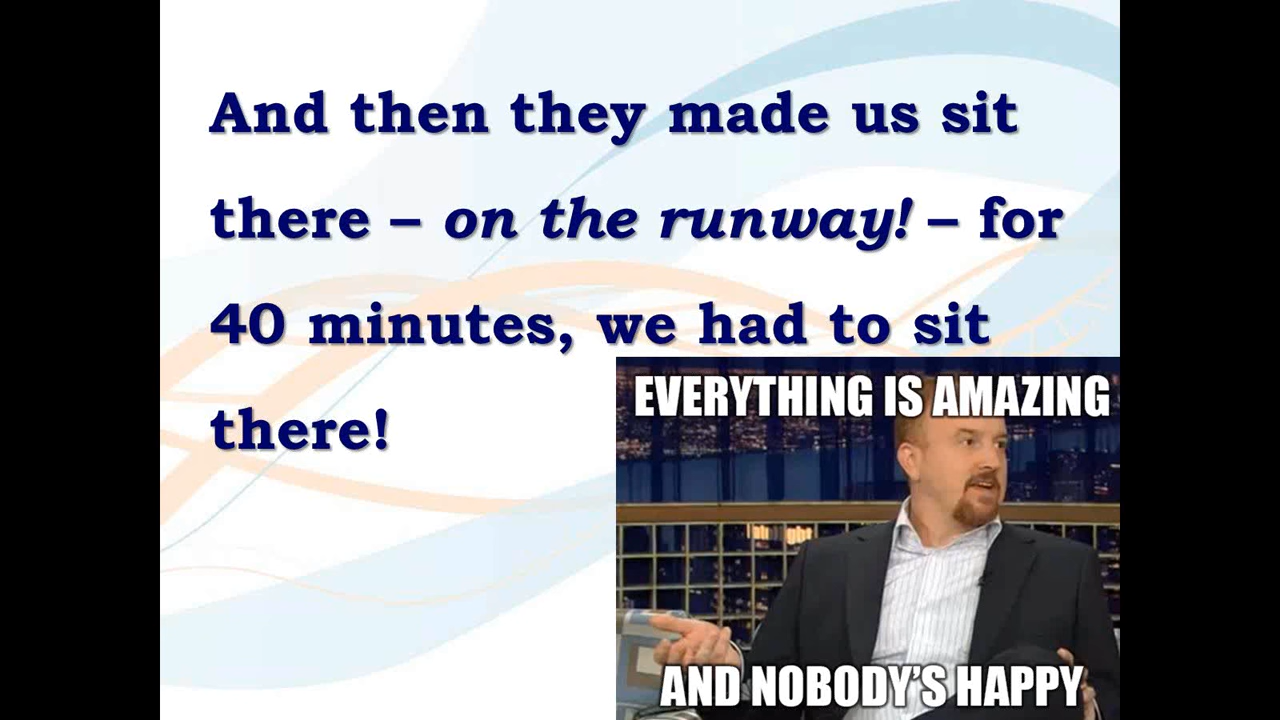 And then they made us sit
there – on the runway! – for
40 minutes, we had to sit
there!
EVERYTHING IS AMAZING
AND NOBODY'S HAPPY